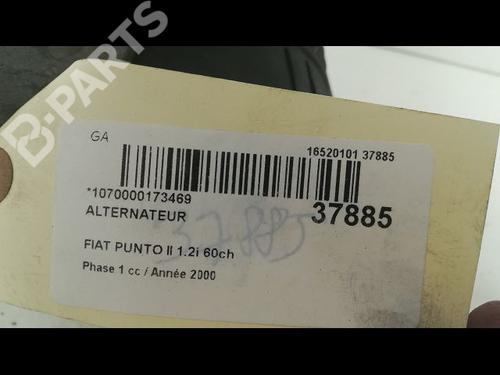 B-PARTS
GA
16520101 37885
*1070000173469
ALTERNATEUR
37885
37885
FIAT PUNTO II 1.2i 60ch
Phase 1 cc / Année 2000